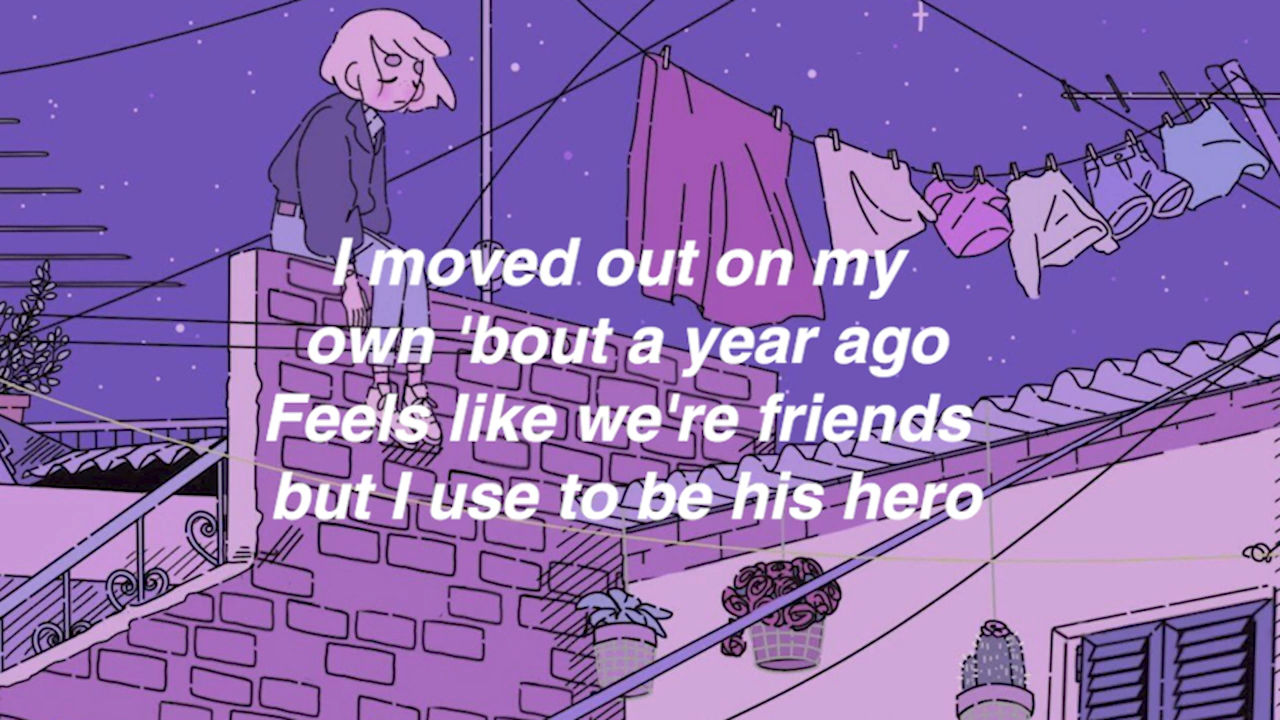 I moved out on my
own 'bout a year ago
Feels like we're friends
but I use to be his hero